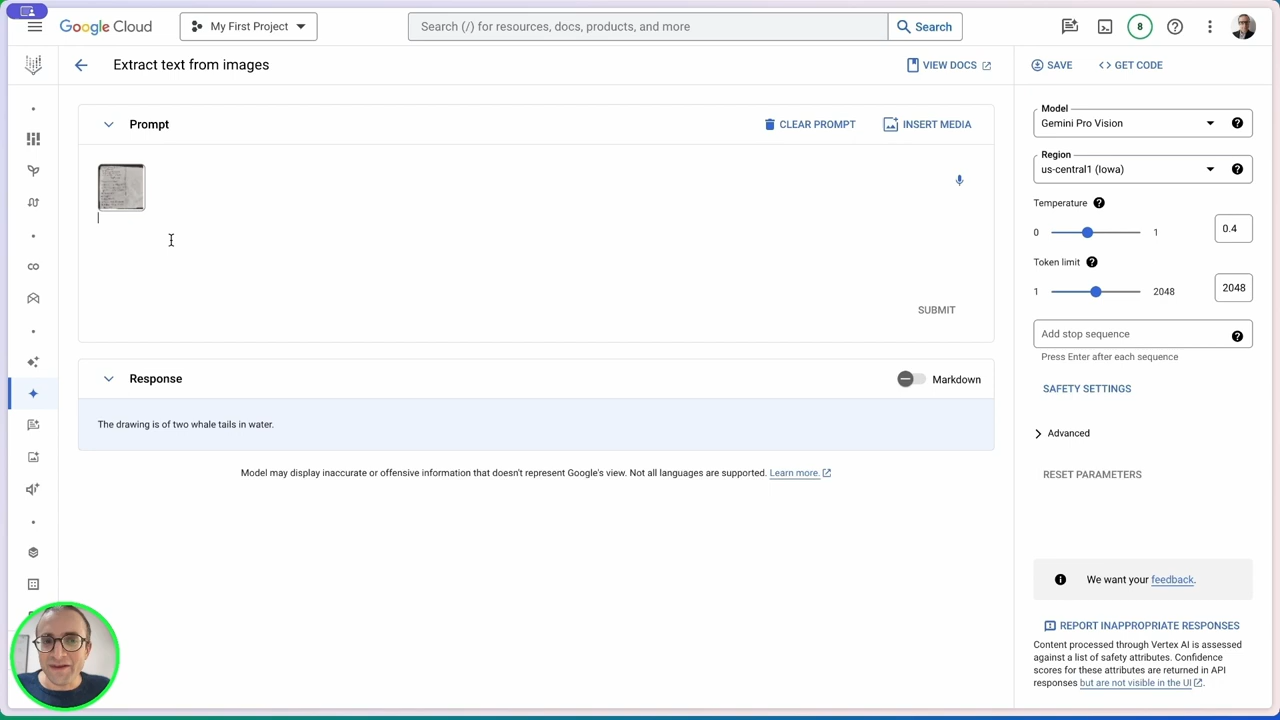 Google Cloud
My First Project
Search (/) for resources, docs, products, and more
Search
8
Extract text from images
VIEW DOCS
SAVE
GET CODE
Prompt
CLEAR PROMPT
INSERT MEDIA
SUBMIT
Response
Markdown
The drawing is of two whale tails in water.
Model may display inaccurate or offensive information that doesn't represent Google's view. Not all languages are supported. Learn more.
Model
Gemini Pro Vision
Region
us-central1 (Iowa)
Temperature
0
1
0.4
Token limit
1
2048
2048
Add stop sequence
Press Enter after each sequence
SAFETY SETTINGS
Advanced
RESET PARAMETERS
We want your feedback.
REPORT INAPPROPRIATE RESPONSES
Content processed through Vertex AI is assessed
against a list of safety attributes. Confidence
scores for these attributes are returned in API
responses but are not visible in the UI.